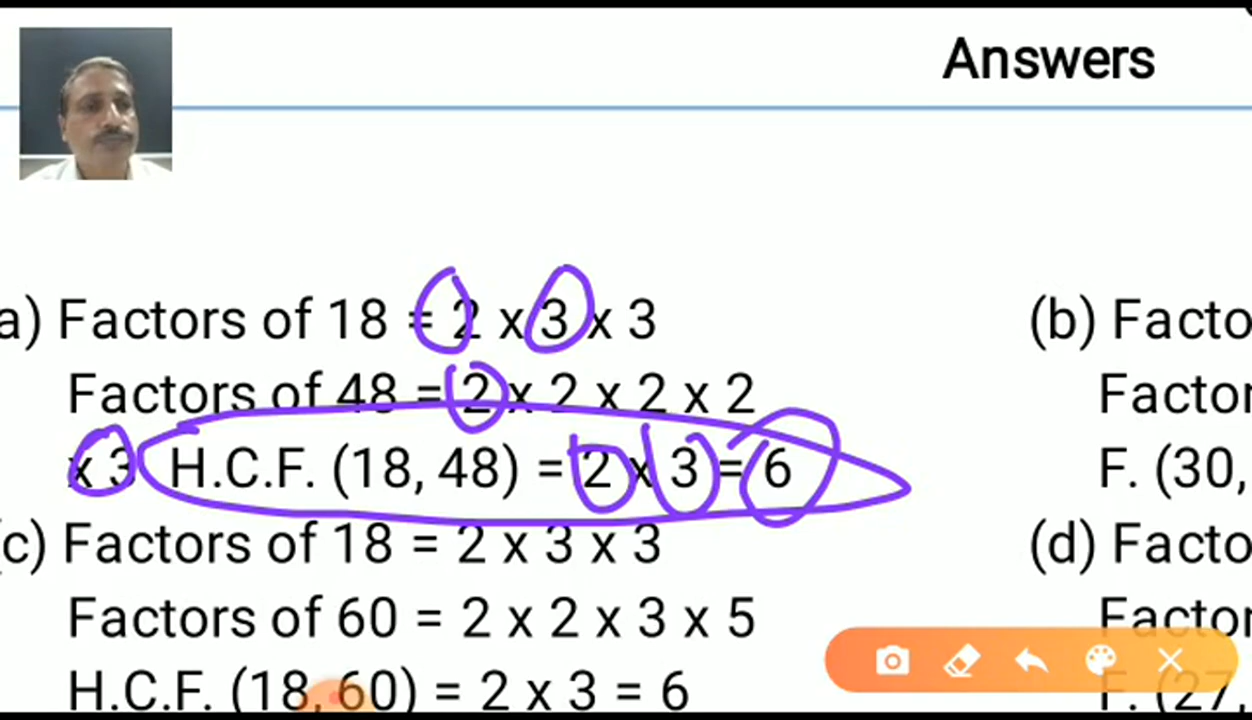 Answers
a) Factors of 18 = 2 x 3 x 3
Factors of 48 = 2 x 2 x 2 x 2
x 3 H.C.F. (18, 48) = 2 x 3 = 6
c) Factors of 18 = 2 x 3 x 3
Factors of 60 = 2 x 2 x 3 x 5
H.C.F. (18, 60) = 2 x 3 = 6
(b) Facto
Factor
F. (30,
(d) Facto
Factor
F. (27,